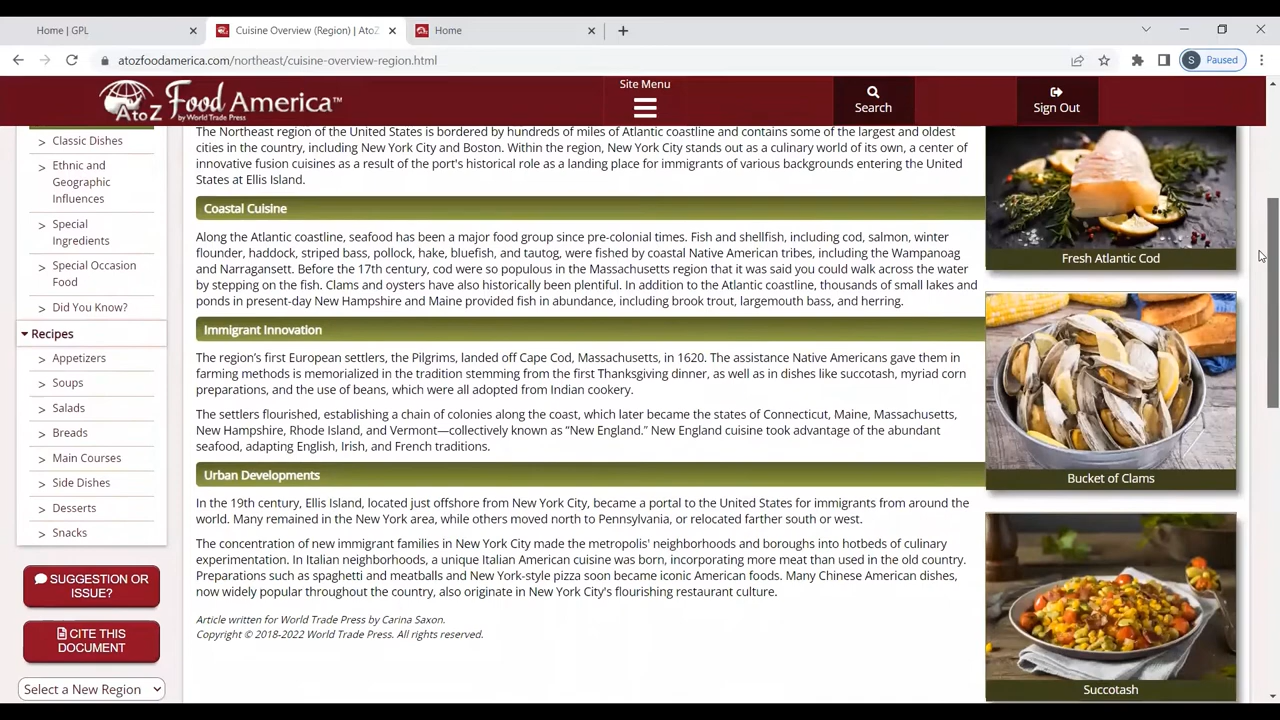 Home | GPL
Cuisine Overview (Region) | AtoZ
Home
atozfoodamerica.com/northeast/cuisine-overview-region.html
S
Paused
AtoZ Food America™
by World Trade Press
Site Menu
Search
Sign Out
Classic Dishes
Ethnic and
Geographic
Influences
Special
Ingredients
Special Occasion
Food
Did You Know?
Recipes
Appetizers
Soups
Salads
Breads
Main Courses
Side Dishes
Desserts
Snacks
SUGGESTION OR
ISSUE?
CITE THIS
DOCUMENT
Select a New Region
The Northeast region of the United States is bordered by hundreds of miles of Atlantic coastline and contains some of the largest and oldest
cities in the country, including New York City and Boston. Within the region, New York City stands out as a culinary world of its own, a center of
innovative fusion cuisines as a result of the port's historical role as a landing place for immigrants of various backgrounds entering the United
States at Ellis Island.
Coastal Cuisine
Along the Atlantic coastline, seafood has been a major food group since pre-colonial times. Fish and shellfish, including cod, salmon, winter
flounder, haddock, striped bass, pollock, hake, bluefish, and tautog, were fished by coastal Native American tribes, including the Wampanoag
and Narragansett. Before the 17th century, cod were so populous in the Massachusetts region that it was said you could walk across the water
by stepping on the fish. Clams and oysters have also historically been plentiful. In addition to the Atlantic coastline, thousands of small lakes and
ponds in present-day New Hampshire and Maine provided fish in abundance, including brook trout, largemouth bass, and herring.
Immigrant Innovation
The region's first European settlers, the Pilgrims, landed off Cape Cod, Massachusetts, in 1620. The assistance Native Americans gave them in
farming methods is memorialized in the tradition stemming from the first Thanksgiving dinner, as well as in dishes like succotash, myriad corn
preparations, and the use of beans, which were all adopted from Indian cookery.
The settlers flourished, establishing a chain of colonies along the coast, which later became the states of Connecticut, Maine, Massachusetts,
New Hampshire, Rhode Island, and Vermont—collectively known as “New England.” New England cuisine took advantage of the abundant
seafood, adapting English, Irish, and French traditions.
Urban Developments
In the 19th century, Ellis Island, located just offshore from New York City, became a portal to the United States for immigrants from around the
world. Many remained in the New York area, while others moved north to Pennsylvania, or relocated farther south or west.
The concentration of new immigrant families in New York City made the metropolis' neighborhoods and boroughs into hotbeds of culinary
experimentation. In Italian neighborhoods, a unique Italian American cuisine was born, incorporating more meat than used in the old country.
Preparations such as spaghetti and meatballs and New York-style pizza soon became iconic American foods. Many Chinese American dishes,
now widely popular throughout the country, also originate in New York City's flourishing restaurant culture.
Article written for World Trade Press by Carina Saxon.
Copyright © 2018-2022 World Trade Press. All rights reserved.
Fresh Atlantic Cod
Bucket of Clams
Succotash